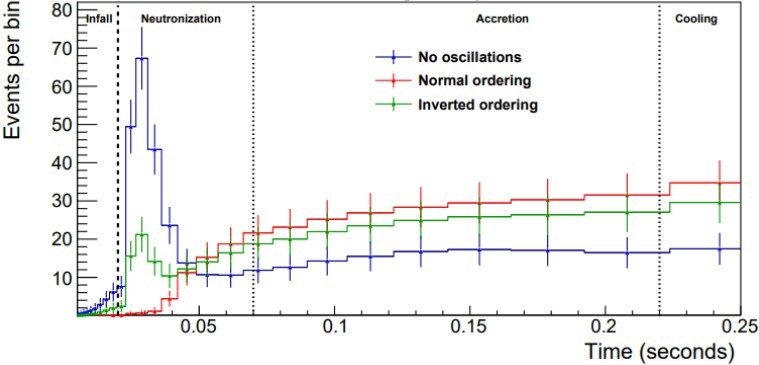 Events per bin
80
70
60
50
40
30
20
10
Infall
Neutronization
Accretion
Cooling
No oscillations
Normal ordering
Inverted ordering
0.05
0.1
0.15
0.2
0.25
Time (seconds)